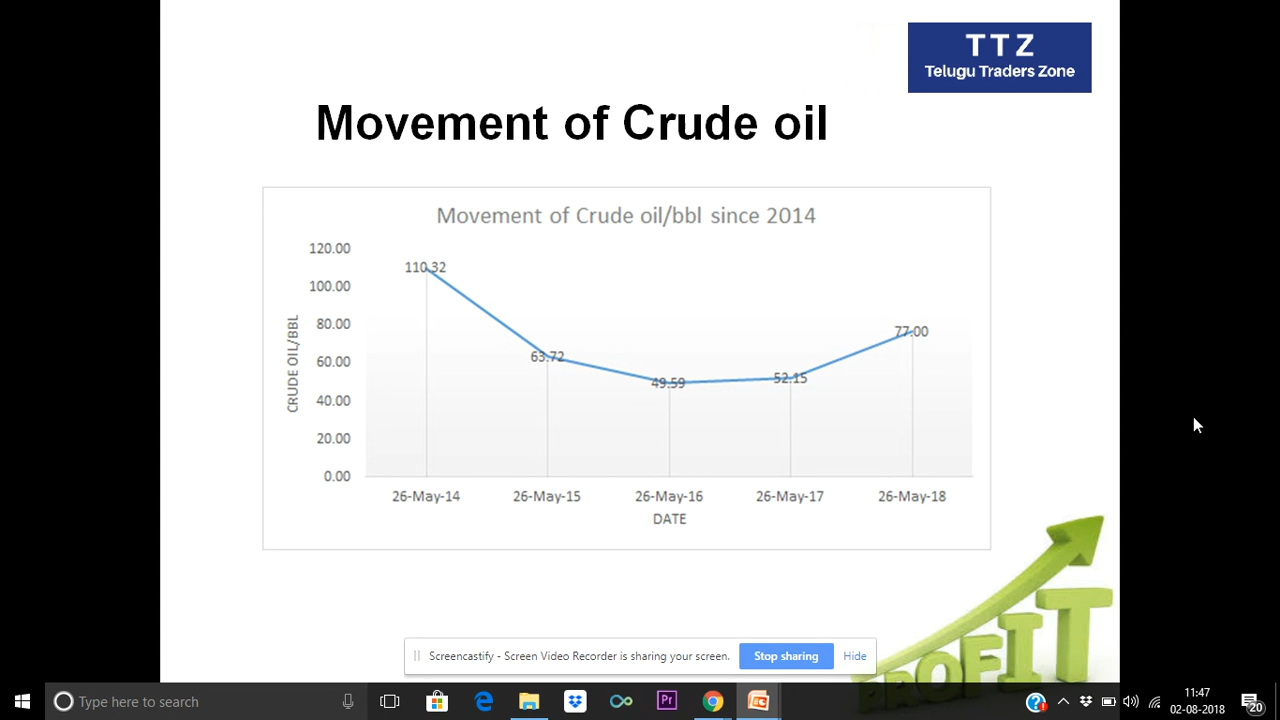 T T Z
Telugu Traders Zone
Movement of Crude oil
Movement of Crude oil/bbl since 2014
CRUDE OIL/BBL
120.00
100.00
80.00
60.00
40.00
20.00
0.00
110.32
63.72
49.59
52.15
77.00
26-May-14 26-May-15 26-May-16 26-May-17 26-May-18
DATE
PROFIT
Screencastify - Screen Video Recorder is sharing your screen. Stop sharing Hide
Type here to search
Pr
11:47
02-08-2018
20